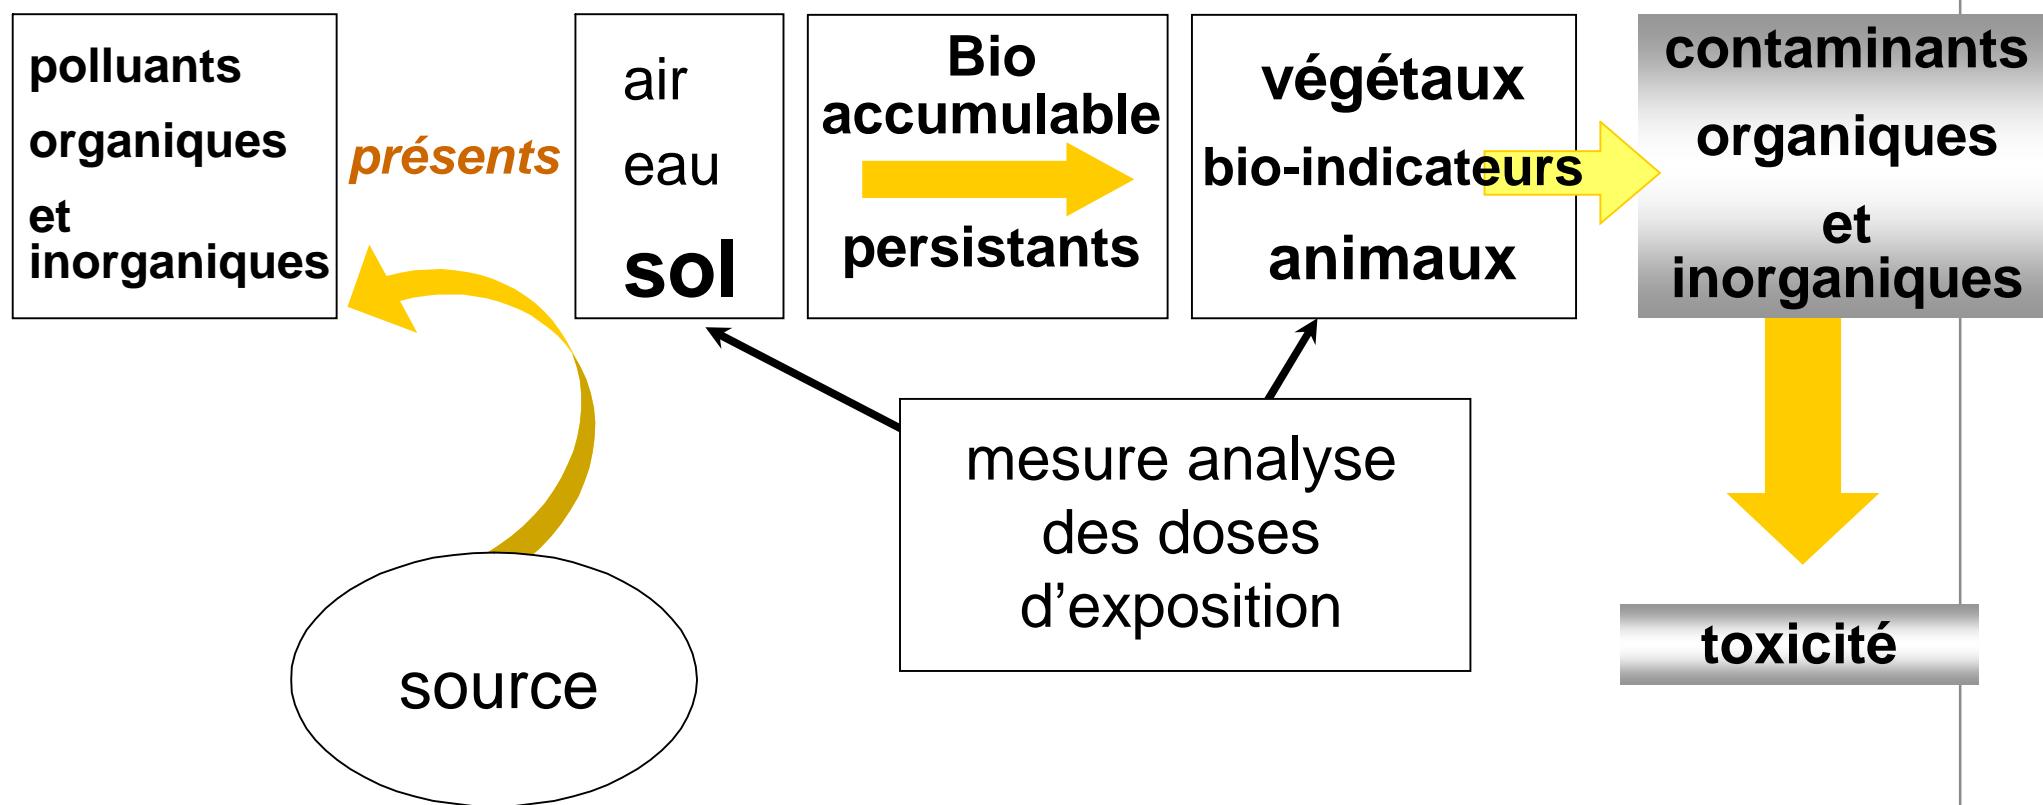 polluants
organiques
et
inorganiques
présents
air
eau
sol
Bio
accumulable
persistants
végétaux
bio-indicateurs
animaux
contaminants
organiques
et
inorganiques
mesure analyse
des doses
d’exposition
source
toxicité